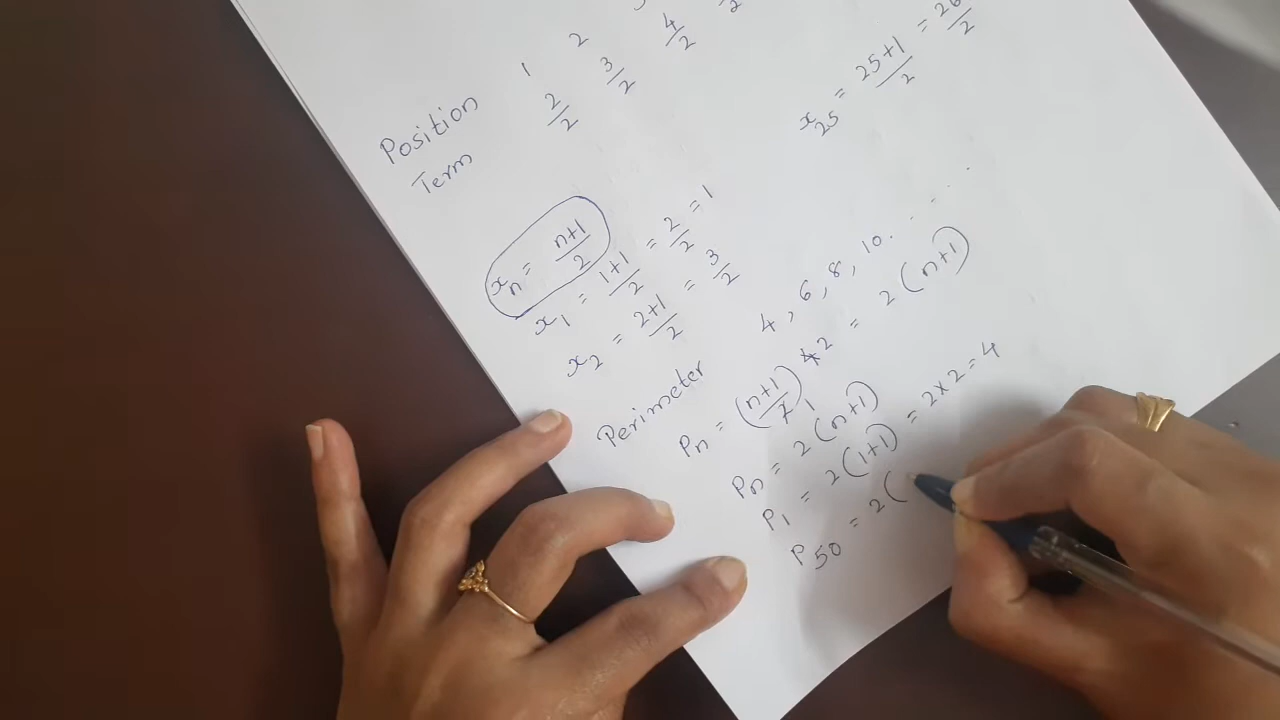 Position 1 2
Term 2/2 3/2 4/2
x₂₅ = 25+1/2 = 26/2
xₙ = n+1/2
x₁ = 1+1/2 = 2/2 = 1
x₂ = 2+1/2 = 3/2
Perimeter 4, 6, 8, 10. . . . .
Pₙ = (n+1/2) 4 2 = 2(n+1)
Pₙ = 2(n+1)
P₁ = 2(1+1) = 2×2 = 4
P₅₀ = 2(